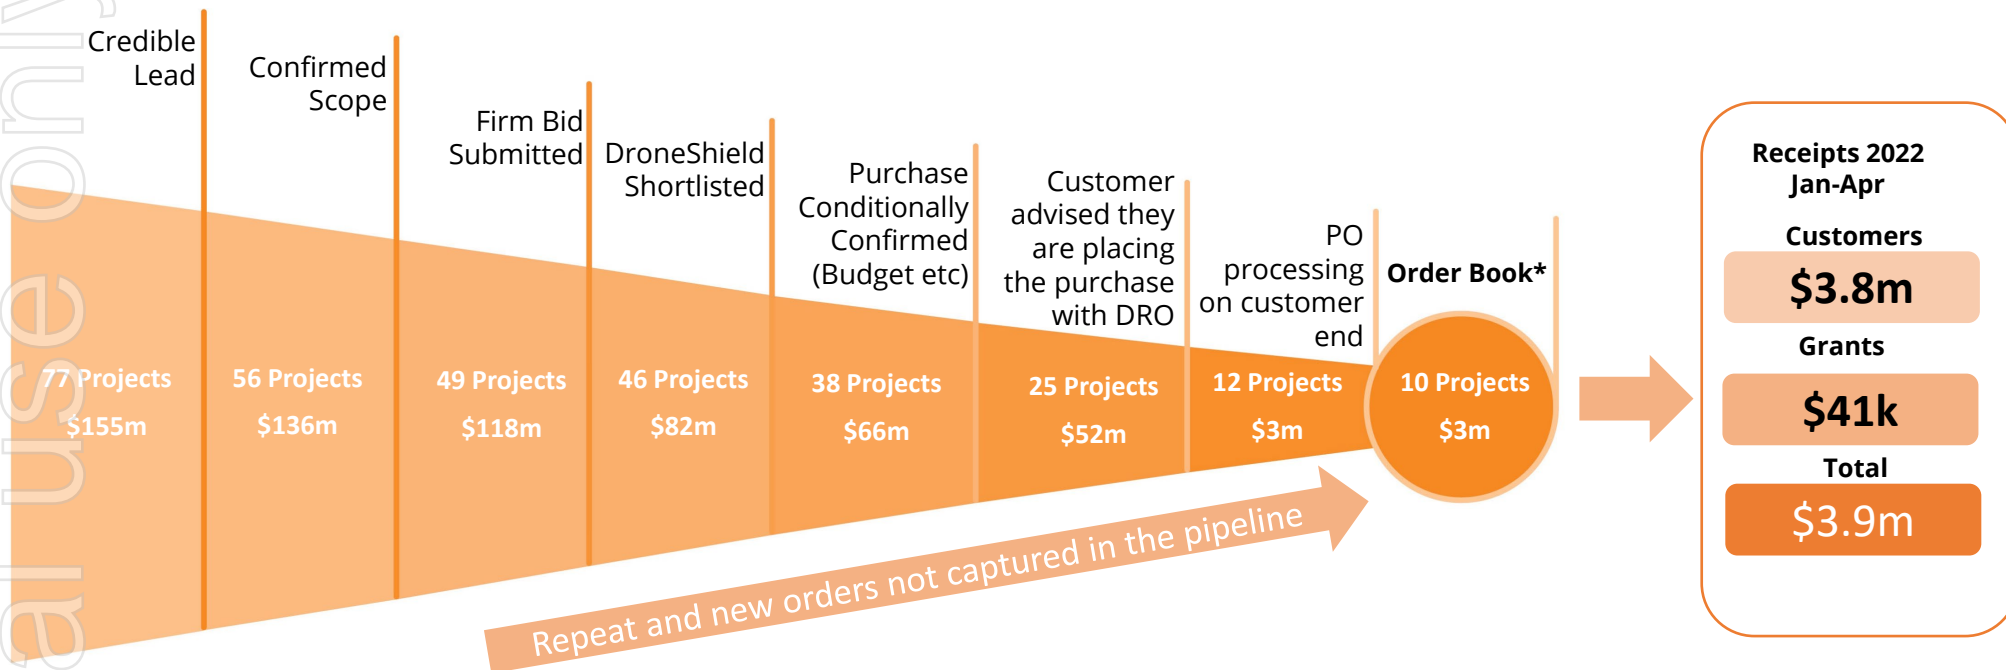 Credible
Lead
Confirmed
Scope
Firm Bid
Submitted
DroneShield
Shortlisted
Purchase
Conditionally
Confirmed
(Budget etc)
Customer
advised they
are placing
the purchase
with DRO
PO
processing
on customer
end
Order Book*
77 Projects
$155m
56 Projects
$136m
49 Projects
$118m
46 Projects
$82m
38 Projects
$66m
25 Projects
$52m
12 Projects
$3m
10 Projects
$3m
Repeat and new orders not captured in the pipeline
Receipts 2022
Jan-Apr
Customers
$3.8m
Grants
$41k
Total
$3.9m
al use only